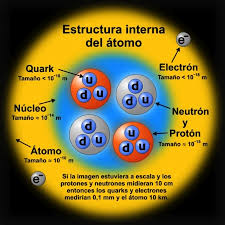 Estructura interna
del átomo
e⁻
Quark
Tamaño < 10⁻¹⁹ m
Electrón
Tamaño < 10⁻¹⁸ m
u
d d
u
d u
Núcleo
Tamaño ≈ 10⁻¹⁴ m
Neutrón
y
Protón
Tamaño ≈ 10⁻¹⁵ m
d
d u
u
d u
Átomo
Tamaño ≈ 10⁻¹⁰ m
e⁻
Si la imagen estuviera a escala y los
protones y neutrones midieran 10 cm
entonces los quarks y electrones
medirían 0,1 mm y el átomo 10 km.